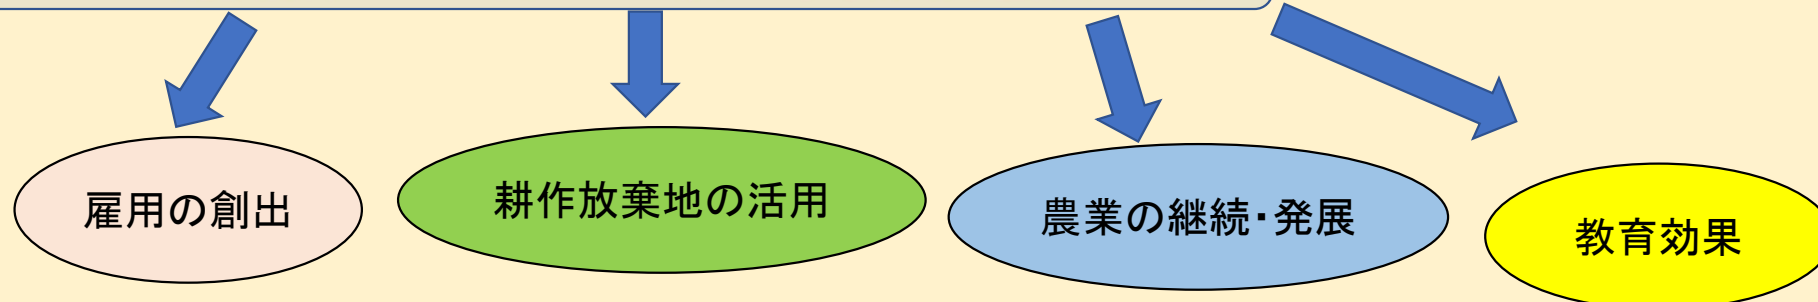 雇用の創出
耕作放棄地の活用
農業の継続・発展
教育効果